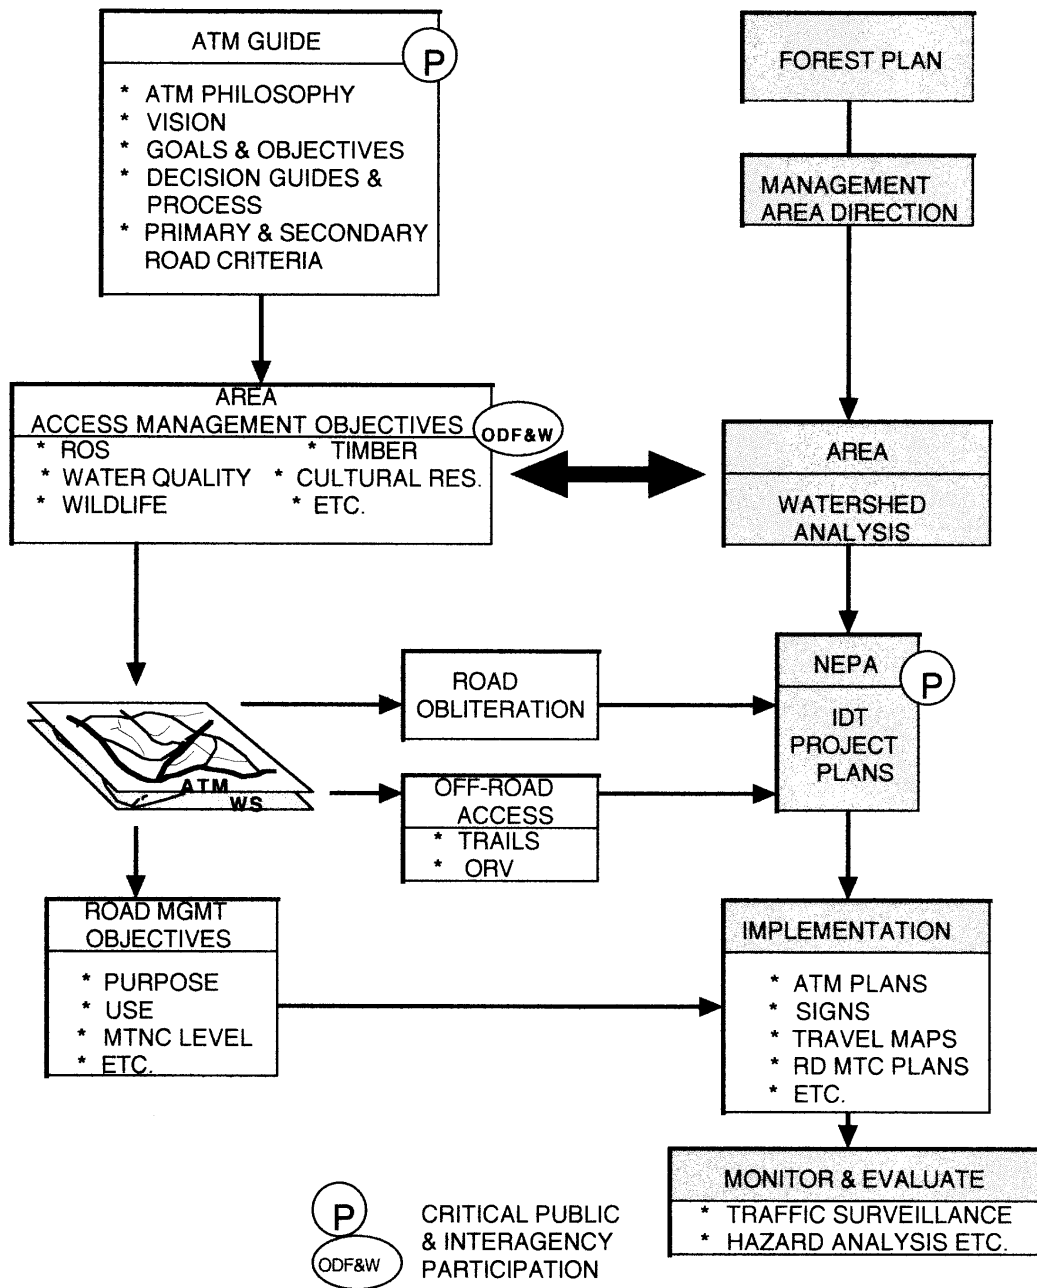 ATM GUIDE
P
* ATM PHILOSOPHY
* VISION
* GOALS & OBJECTIVES
* DECISION GUIDES &
PROCESS
* PRIMARY & SECONDARY
ROAD CRITERIA
FOREST PLAN
MANAGEMENT
AREA DIRECTION
AREA
ACCESS MANAGEMENT OBJECTIVES
ODF&W
* ROS
* WATER QUALITY
* WILDLIFE
* TIMBER
* CULTURAL RES.
* ETC.
AREA
WATERSHED
ANALYSIS
ATM
WS
ROAD
OBLITERATION
OFF-ROAD
ACCESS
* TRAILS
* ORV
NEPA
P
IDT
PROJECT
PLANS
ROAD MGMT
OBJECTIVES
* PURPOSE
* USE
* MTNC LEVEL
* ETC.
IMPLEMENTATION
* ATM PLANS
* SIGNS
* TRAVEL MAPS
* RD MTC PLANS
* ETC.
MONITOR & EVALUATE
* TRAFFIC SURVEILLANCE
* HAZARD ANALYSIS ETC.
P
ODF&W
CRITICAL PUBLIC
& INTERAGENCY
PARTICIPATION